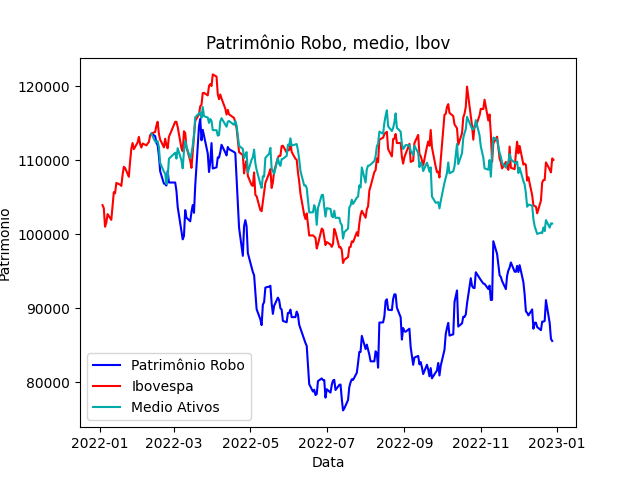 Patrimônio Robo, medio, Ibov
Patrimonio
120000
110000
100000
90000
80000
Patrimônio Robo
Ibovespa
Medio Ativos
2022-01 2022-03 2022-05 2022-07 2022-09 2022-11 2023-01
Data